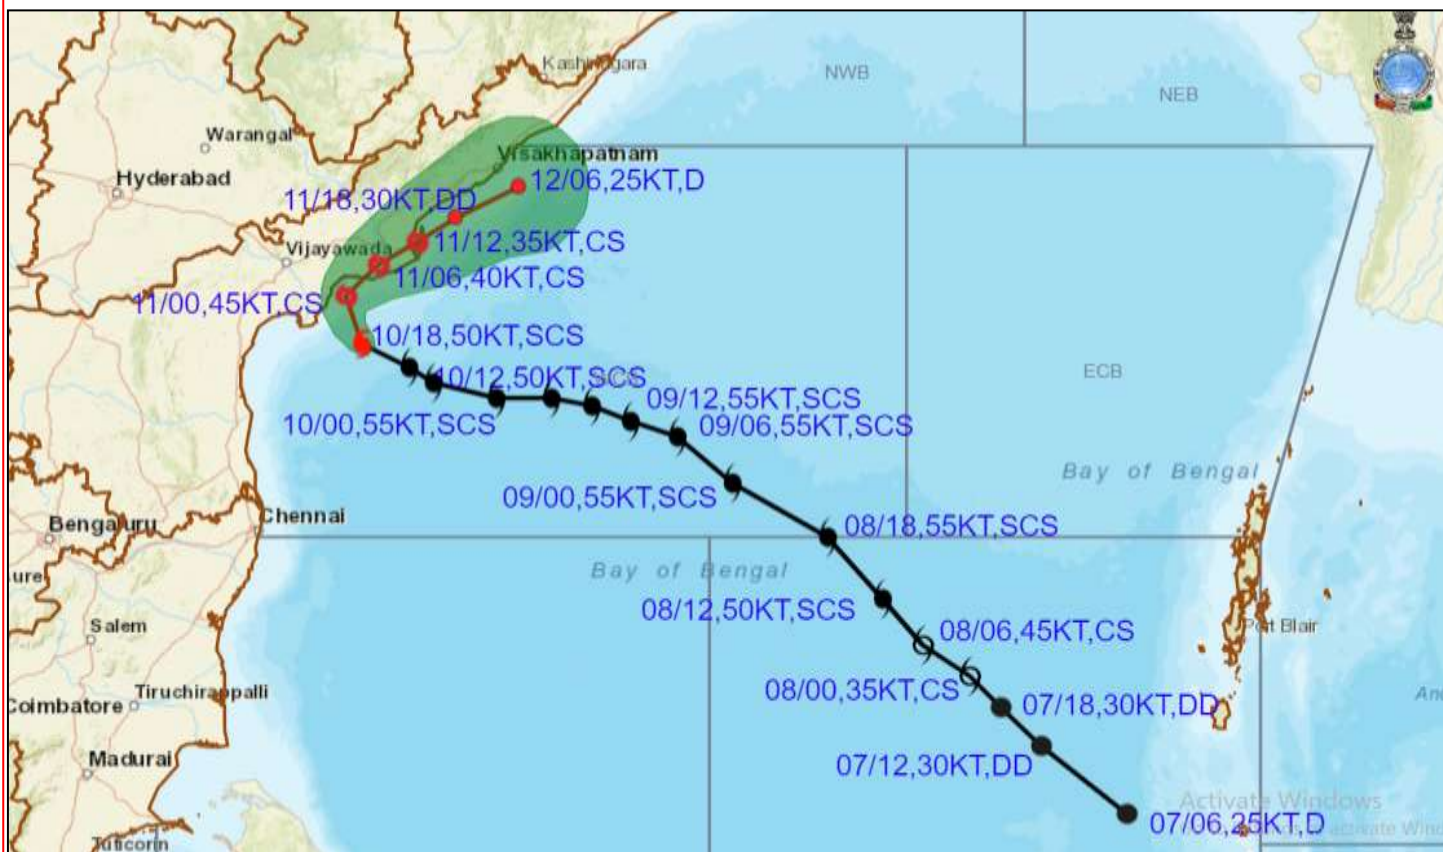 Kashinagara
NWB
NEB
Warangal
Visakhapatnam
Hyderabad
12/06,25KT,D
11/18,30KT,DD
Vijayawada
11/12,35KT,CS
11/06,40KT,CS
11/00,45KT,CS
10/18,50KT,SCS
10/12,50KT,SCS
ECB
09/12,55KT,SCS
10/00,55KT,SCS
09/06,55KT,SCS
Bay of Bengal
09/00,55KT,SCS
Chennai
Bengaluru
08/18,55KT,SCS
Bay of Bengal
ure
08/12,50KT,SCS
Salem
Port Blair
08/06,45KT,CS
08/00,35KT,CS
Tiruchirappalli
Coimbatore
07/18,30KT,DD
Madurai
07/12,30KT,DD
Activate Windows
07/06,25KT,D
activate Wind
Tuticorin